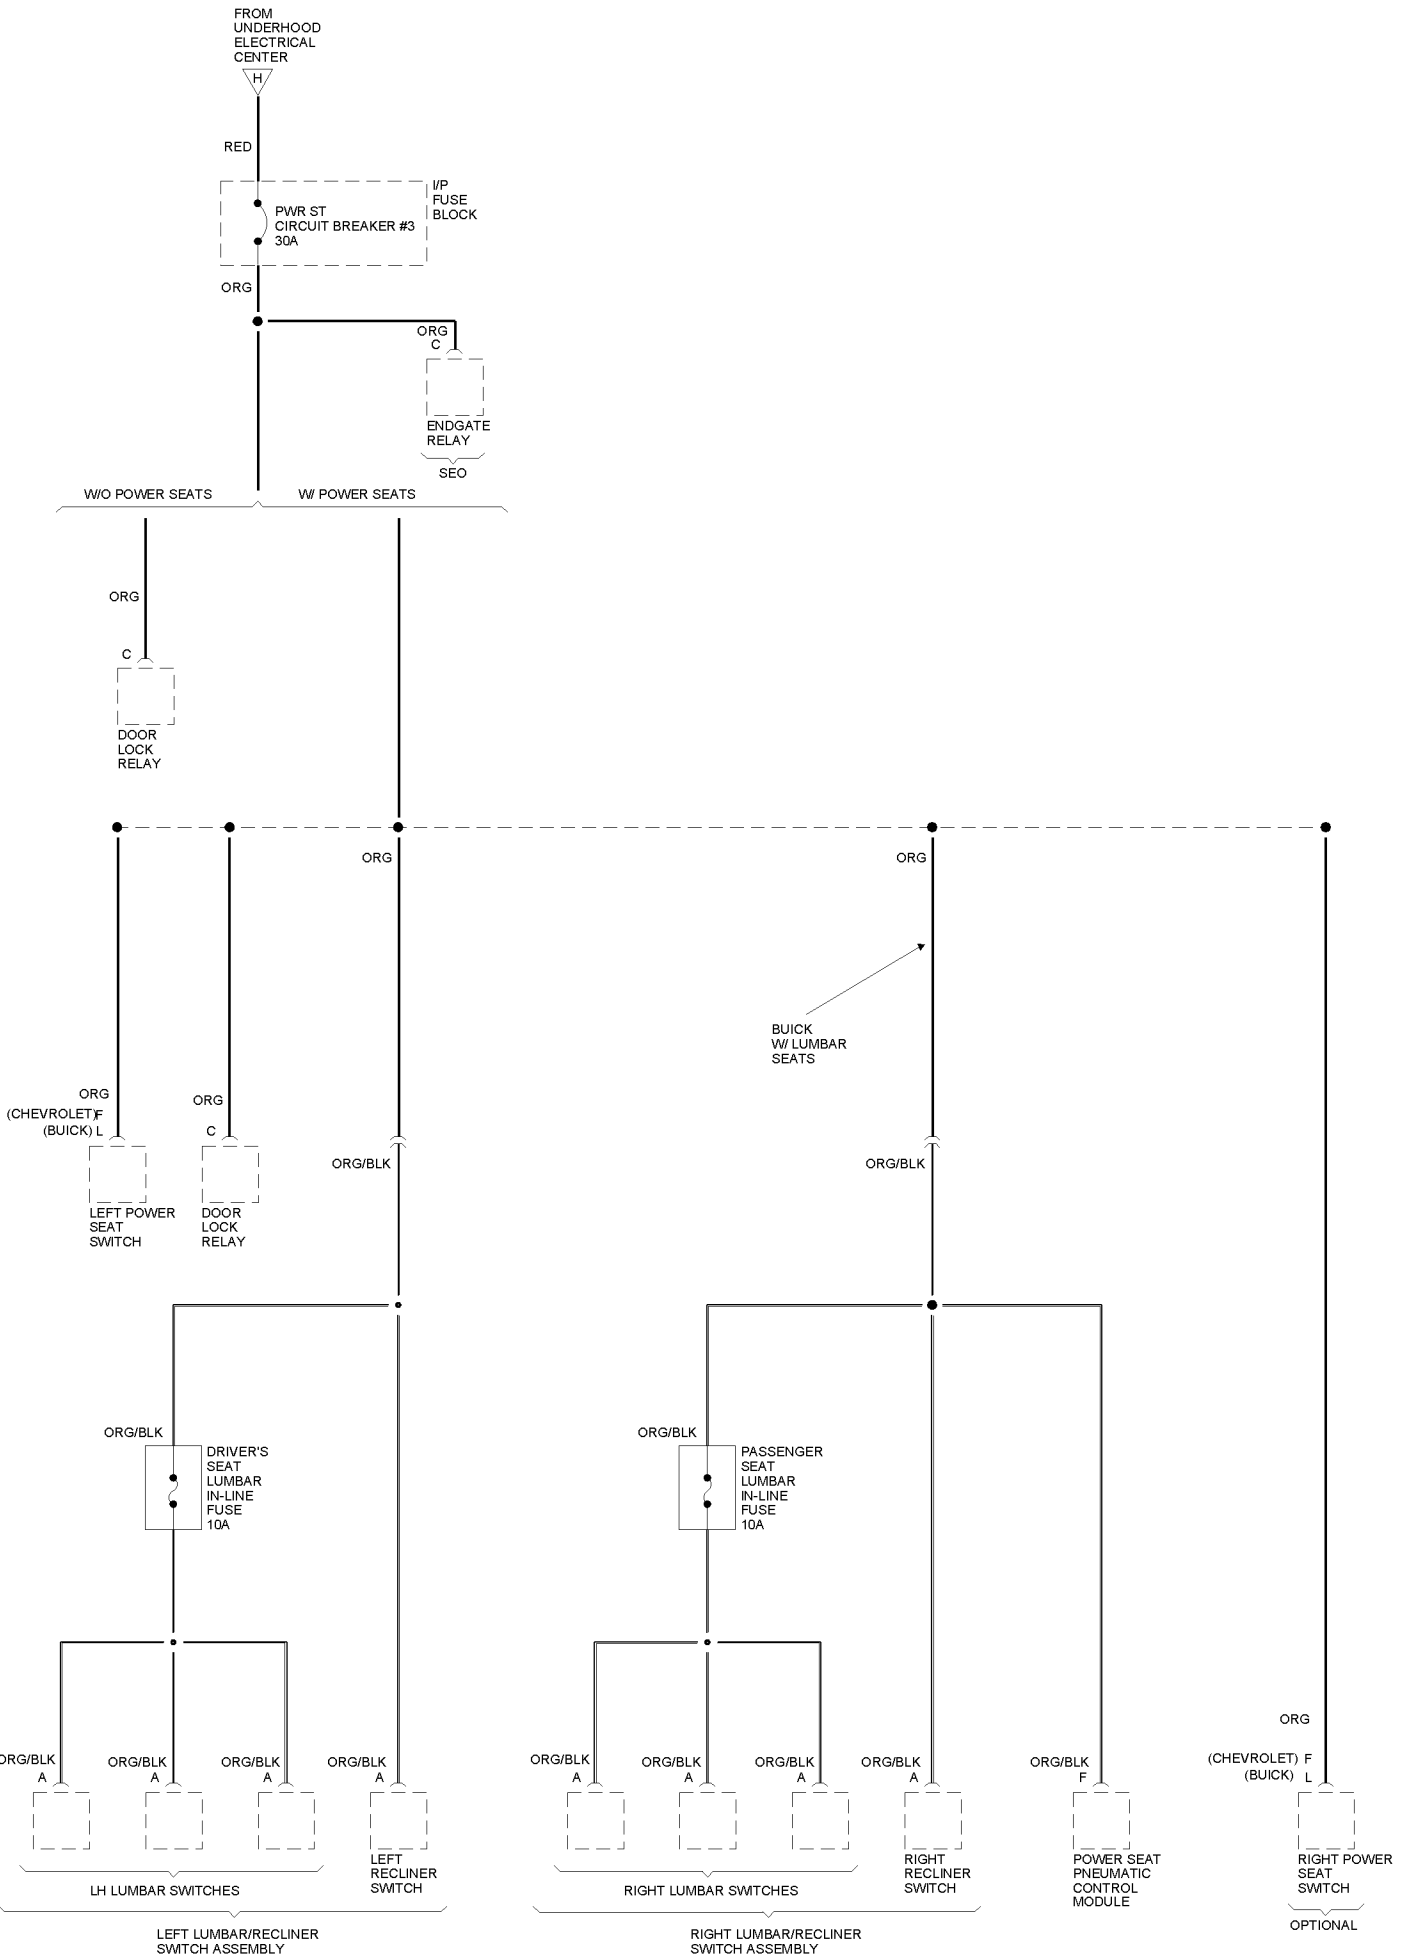 FROM
UNDERHOOD
ELECTRICAL
CENTER
H
RED
I/P
FUSE
BLOCK
PWR ST
CIRCUIT BREAKER #3
30A
ORG
ORG
C
ENDGATE
RELAY
SEO
W/O POWER SEATS
W/ POWER SEATS
ORG
C
DOOR
LOCK
RELAY
ORG
ORG
BUICK
W/ LUMBAR
SEATS
ORG
(CHEVROLET) F
(BUICK) L
ORG
C
LEFT POWER
SEAT
SWITCH
DOOR
LOCK
RELAY
ORG/BLK
ORG/BLK
ORG/BLK
DRIVER'S
SEAT
LUMBAR
IN-LINE
FUSE
10A
ORG/BLK
PASSENGER
SEAT
LUMBAR
IN-LINE
FUSE
10A
ORG
ORG/BLK
A
ORG/BLK
A
ORG/BLK
A
ORG/BLK
A
ORG/BLK
A
ORG/BLK
A
ORG/BLK
A
ORG/BLK
A
ORG/BLK
F
(CHEVROLET) F
(BUICK) L
LEFT
RECLINER
SWITCH
RIGHT
RECLINER
SWITCH
POWER SEAT
PNEUMATIC
CONTROL
MODULE
RIGHT POWER
SEAT
SWITCH
LH LUMBAR SWITCHES
RIGHT LUMBAR SWITCHES
OPTIONAL
LEFT LUMBAR/RECLINER
SWITCH ASSEMBLY
RIGHT LUMBAR/RECLINER
SWITCH ASSEMBLY